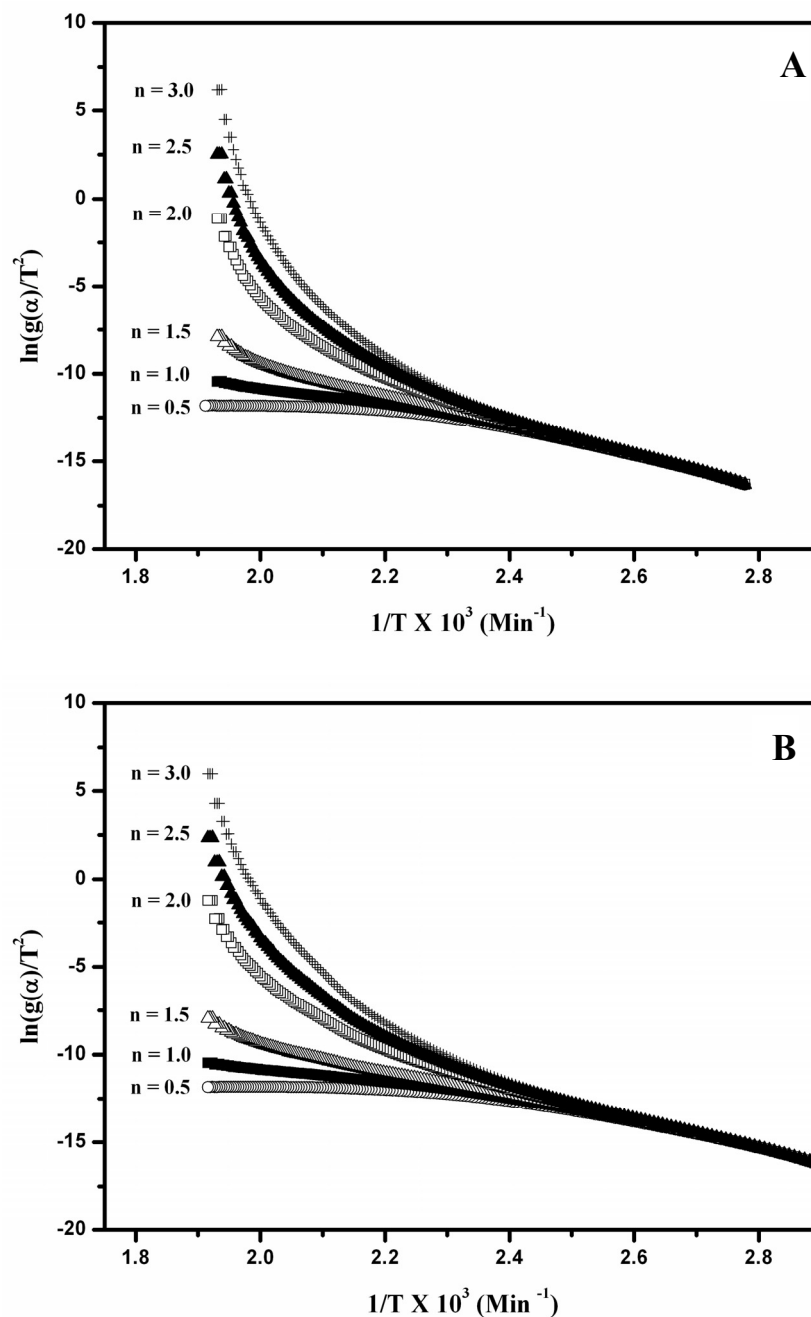 A
10
5
0
-5
-10
-15
-20
ln(g(α)/T²)
n = 3.0
n = 2.5
n = 2.0
n = 1.5
n = 1.0
n = 0.5
1.8 2.0 2.2 2.4 2.6 2.8
1/T X 10³ (Min⁻¹)
B
10
5
0
-5
-10
-15
-20
ln(g(α)/T²)
n = 3.0
n = 2.5
n = 2.0
n = 1.5
n = 1.0
n = 0.5
1.8 2.0 2.2 2.4 2.6 2.8
1/T X 10³ (Min ⁻¹)